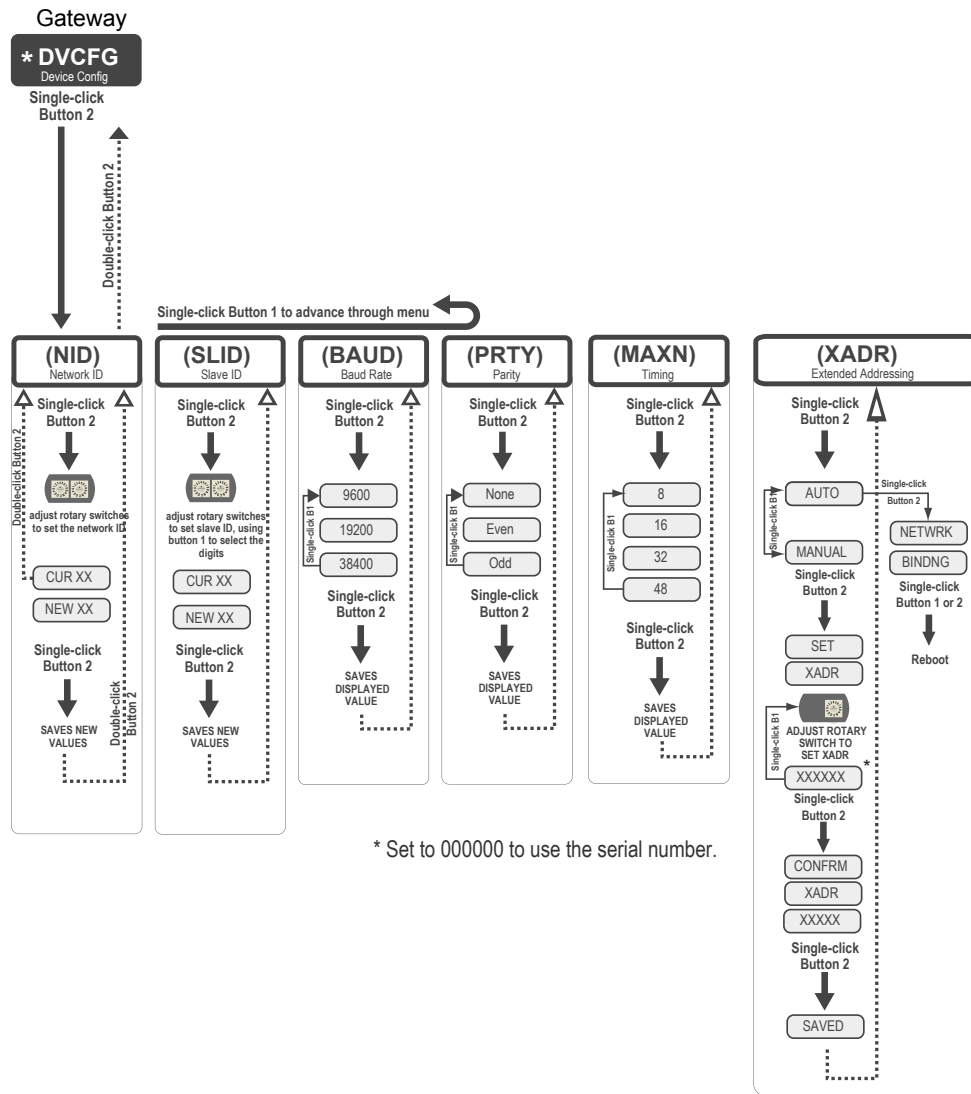 Gateway
* DVCFG
Device Config
Single-click
Button 2
Double-click Button 2
Single-click Button 1 to advance through menu
(NID)
Network ID
Single-click
Button 2
Double-click Button 2
adjust rotary switches
to set the network ID
CUR XX
NEW XX
Single-click
Button 2
SAVES NEW
VALUES
Double-click
Button 2
(SLID)
Slave ID
Single-click
Button 2
adjust rotary switches
to set slave ID, using
button 1 to select the
digits
CUR XX
NEW XX
Single-click
Button 2
SAVES NEW
VALUES
(BAUD)
Baud Rate
Single-click
Button 2
Single-click B1
9600
19200
38400
Single-click
Button 2
SAVES
DISPLAYED
VALUE
(PRTY)
Parity
Single-click
Button 2
Single-click B1
None
Even
Odd
Single-click
Button 2
SAVES
DISPLAYED
VALUE
(MAXN)
Timing
Single-click
Button 2
Single-click B1
8
16
32
48
Single-click
Button 2
SAVES
DISPLAYED
VALUE
(XADR)
Extended Addressing
Single-click
Button 2
Single-click B1
AUTO
MANUAL
Single-click
Button 2
NETWRK
BINDNG
Single-click
Button 1 or 2
Reboot
Single-click
Button 2
SET
XADR
ADJUST ROTARY
SWITCH TO
SET XADR
Single-click B1
XXXXXX *
Single-click
Button 2
CONFRM
XADR
XXXXX
Single-click
Button 2
SAVED
* Set to 000000 to use the serial number.